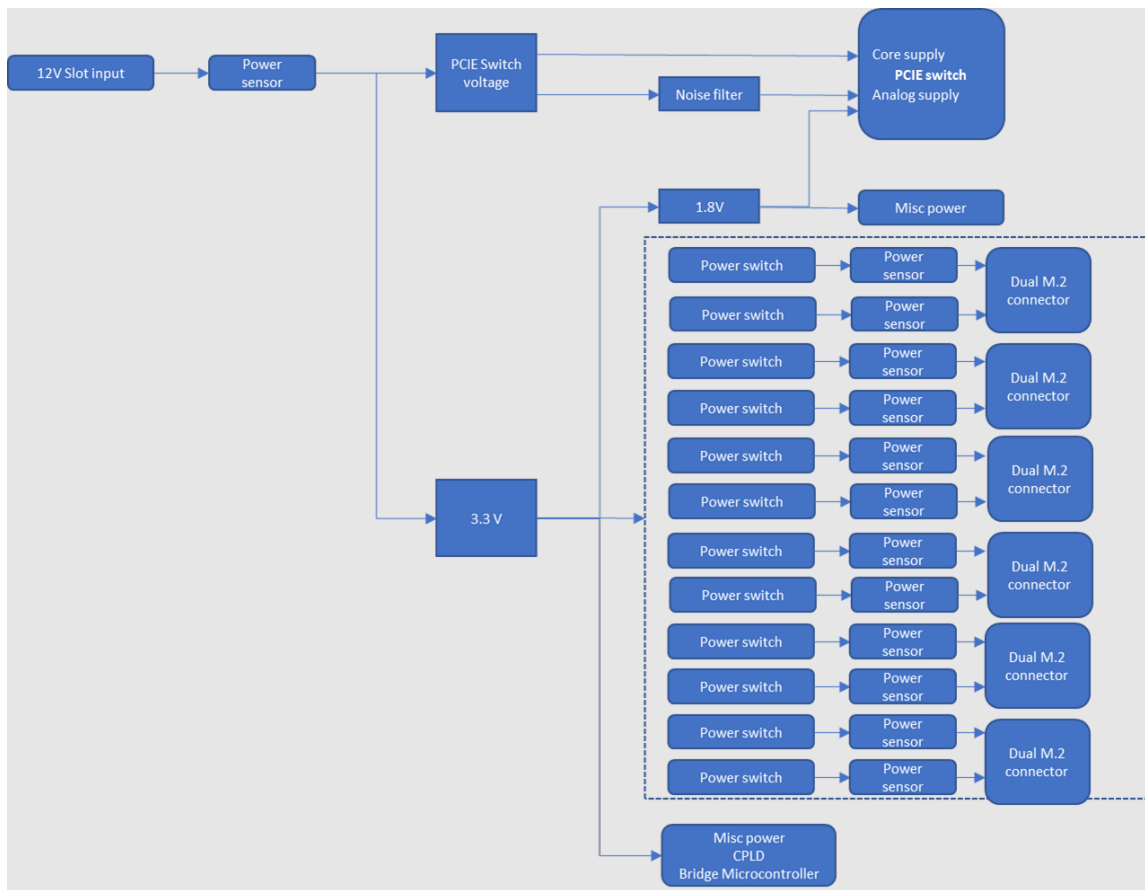 12V Slot input
Power
sensor
PCIE Switch
voltage
Noise filter
Core supply
PCIE switch
Analog supply
1.8V
Misc power
3.3 V
Power switch
Power
sensor
Power switch
Power
sensor
Dual M.2
connector
Power switch
Power
sensor
Power switch
Power
sensor
Dual M.2
connector
Power switch
Power
sensor
Power switch
Power
sensor
Dual M.2
connector
Power switch
Power
sensor
Power switch
Power
sensor
Dual M.2
connector
Power switch
Power
sensor
Power switch
Power
sensor
Dual M.2
connector
Power switch
Power
sensor
Power switch
Power
sensor
Dual M.2
connector
Misc power
CPLD
Bridge Microcontroller